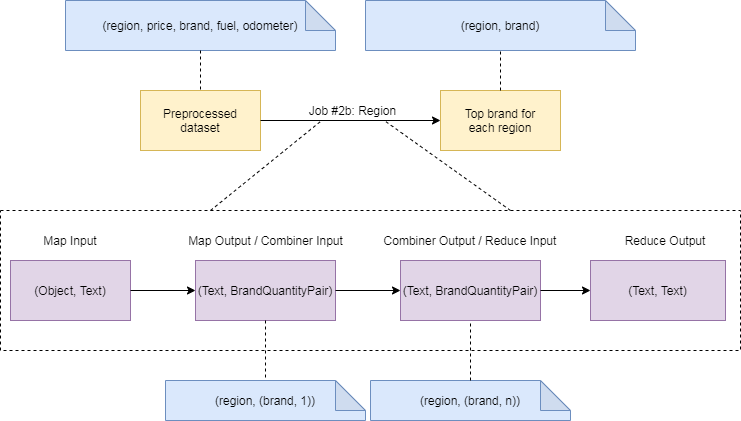 (region, price, brand, fuel, odometer)
(region, brand)
Preprocessed
dataset
Job #2b: Region
Top brand for
each region
Map Input
Map Output / Combiner Input
Combiner Output / Reduce Input
Reduce Output
(Object, Text)
(Text, BrandQuantityPair)
(Text, BrandQuantityPair)
(Text, Text)
(region, (brand, 1))
(region, (brand, n))